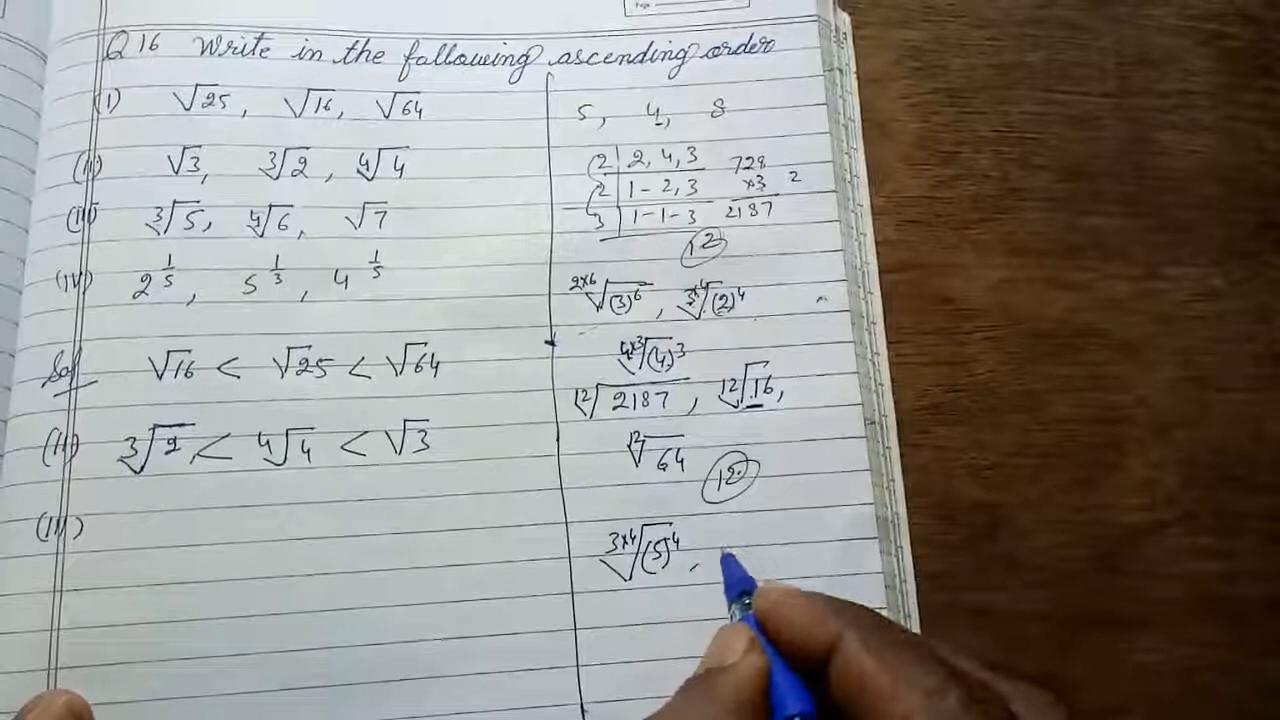 Page
Q16 Write in the following ascending order
(I) √25, √16, √64
(II) √3, ∛2, ∜4
(III) ∛5, ∜6, √7
(IV) 2^1/5, 5^1/3, 4^1/5
Sol √16 < √25 < √64
(II) ∛2 < ∜4 < √3
(III)
5, 4, 8
2 | 2, 4, 3
2 | 1 - 2, 3
3 | 1 - 1 - 3
12
729
×3 2
2187
2×6√(3)^6, 3×4√(2)^4
4×3√(4)^3
12√2187, 12√16,
12√64
12
3×4√(5)^4,